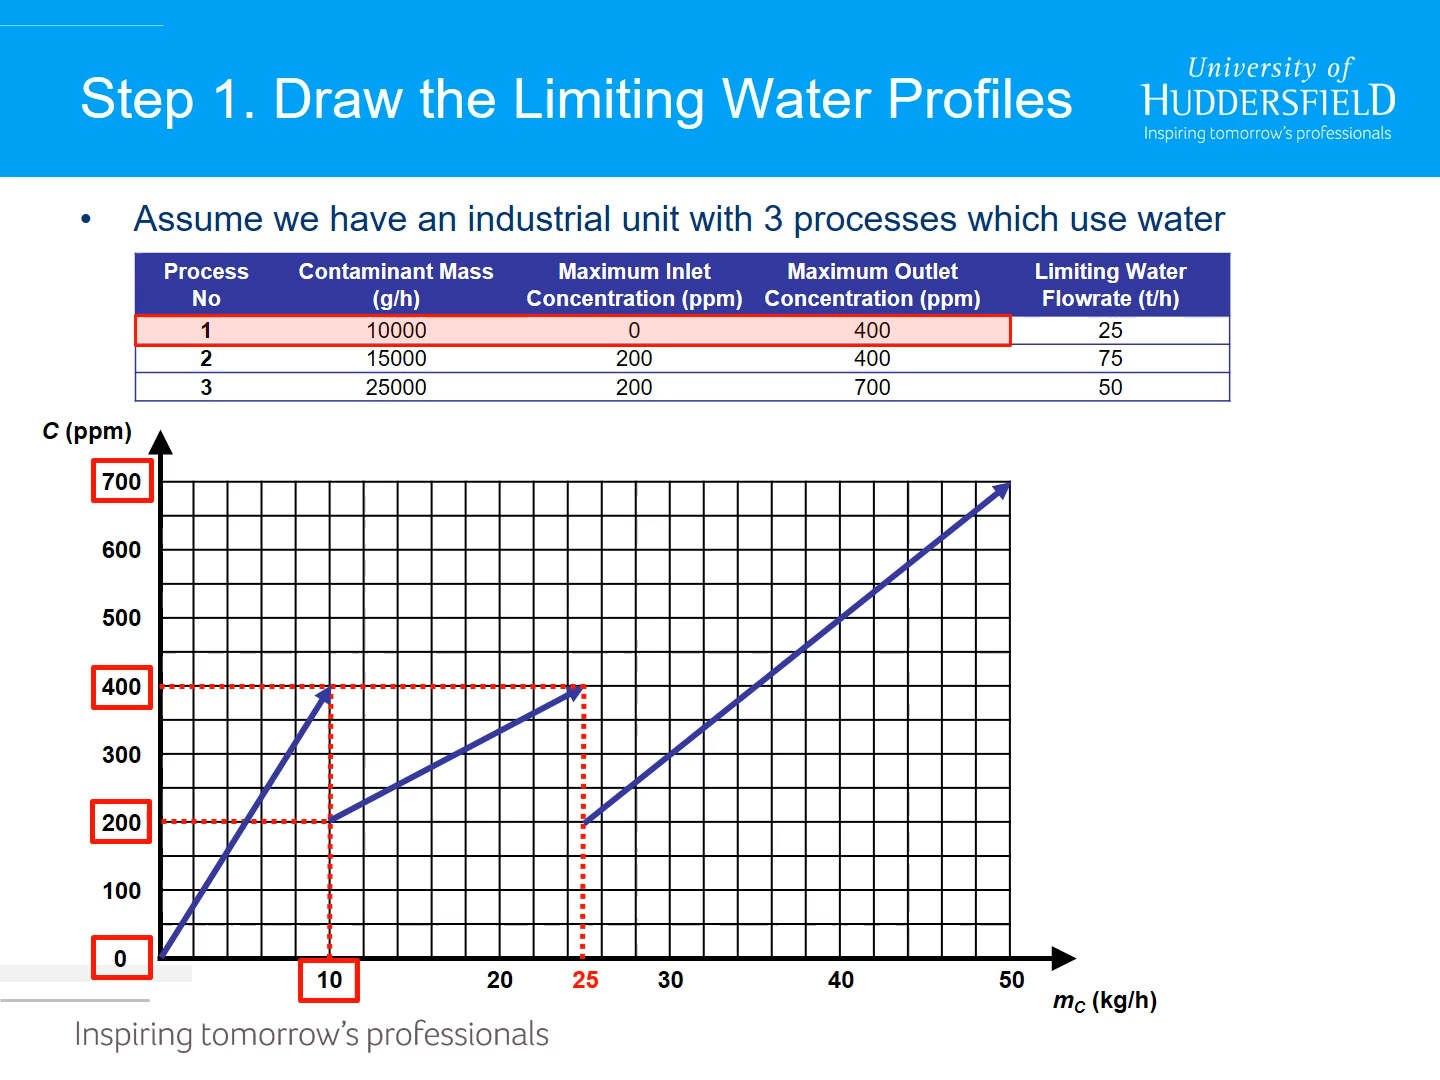 Step 1. Draw the Limiting Water Profiles
University of
HUDDERSFIELD
Inspiring tomorrow's professionals
• Assume we have an industrial unit with 3 processes which use water
Process No Contaminant Mass (g/h) Maximum Inlet Concentration (ppm) Maximum Outlet Concentration (ppm) Limiting Water Flowrate (t/h)
1 10000 0 400 25
2 15000 200 400 75
3 25000 200 700 50
C (ppm)
700
600
500
400
300
200
100
0
10 20 25 30 40 50
mC (kg/h)
Inspiring tomorrow's professionals